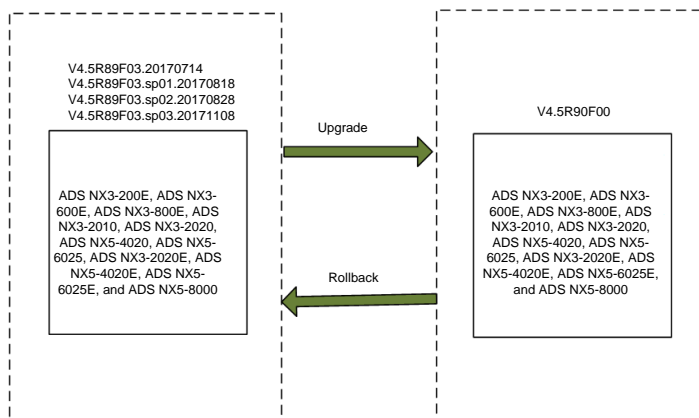 V4.5R89F03.20170714
V4.5R89F03.sp01.20170818
V4.5R89F03.sp02.20170828
V4.5R89F03.sp03.20171108
ADS NX3-200E, ADS NX3-
600E, ADS NX3-800E, ADS
NX3-2010, ADS NX3-2020,
ADS NX5-4020, ADS NX5-
6025, ADS NX3-2020E, ADS
NX5-4020E, ADS NX5-
6025E, and ADS NX5-8000
Upgrade
Rollback
V4.5R90F00
ADS NX3-200E, ADS NX3-
600E, ADS NX3-800E, ADS
NX3-2010, ADS NX3-2020,
ADS NX5-4020, ADS NX5-
6025, ADS NX3-2020E, ADS
NX5-4020E, ADS NX5-6025E,
and ADS NX5-8000